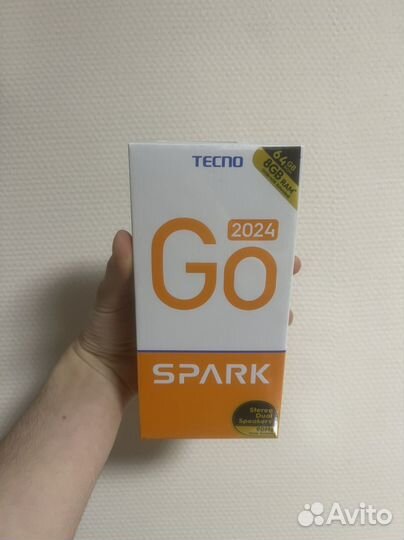 TECNO
64GB
8GB RAM*
Go
2024
SPARK
Stereo
Dual
Speakers
Avito